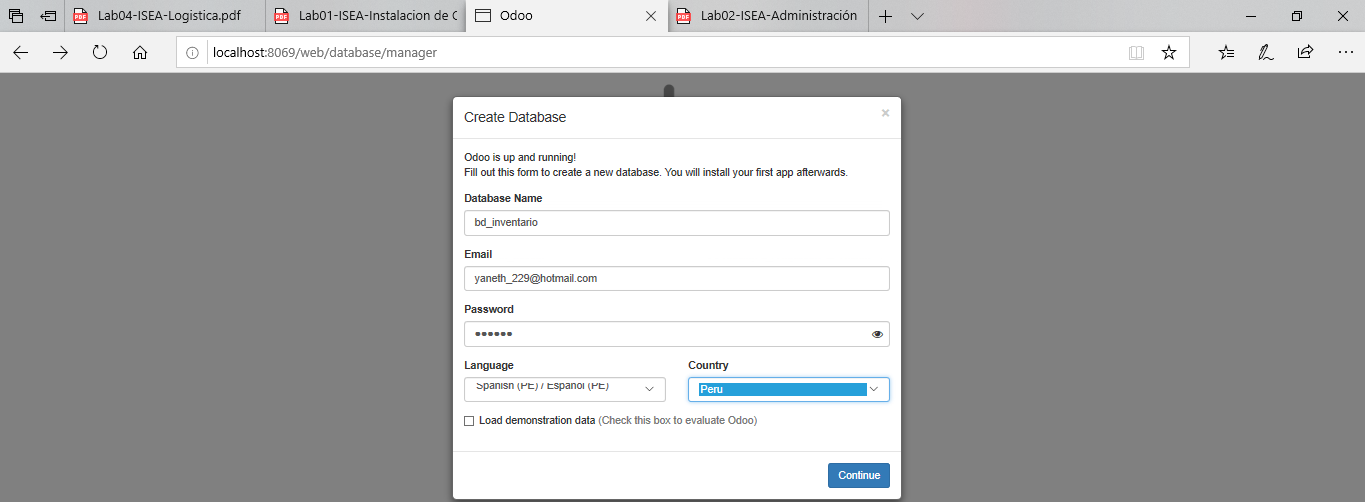 Lab04-ISEA-Logistica.pdf
Lab01-ISEA-Instalacion de C
Odoo
Lab02-ISEA-Administración
localhost:8069/web/database/manager
Create Database
×
Odoo is up and running!
Fill out this form to create a new database. You will install your first app afterwards.
Database Name
bd_inventario
Email
yaneth_229@hotmail.com
Password
••••••
Language
Country
Spanish (PE) / Español (PE)
Peru
Load demonstration data (Check this box to evaluate Odoo)
Continue